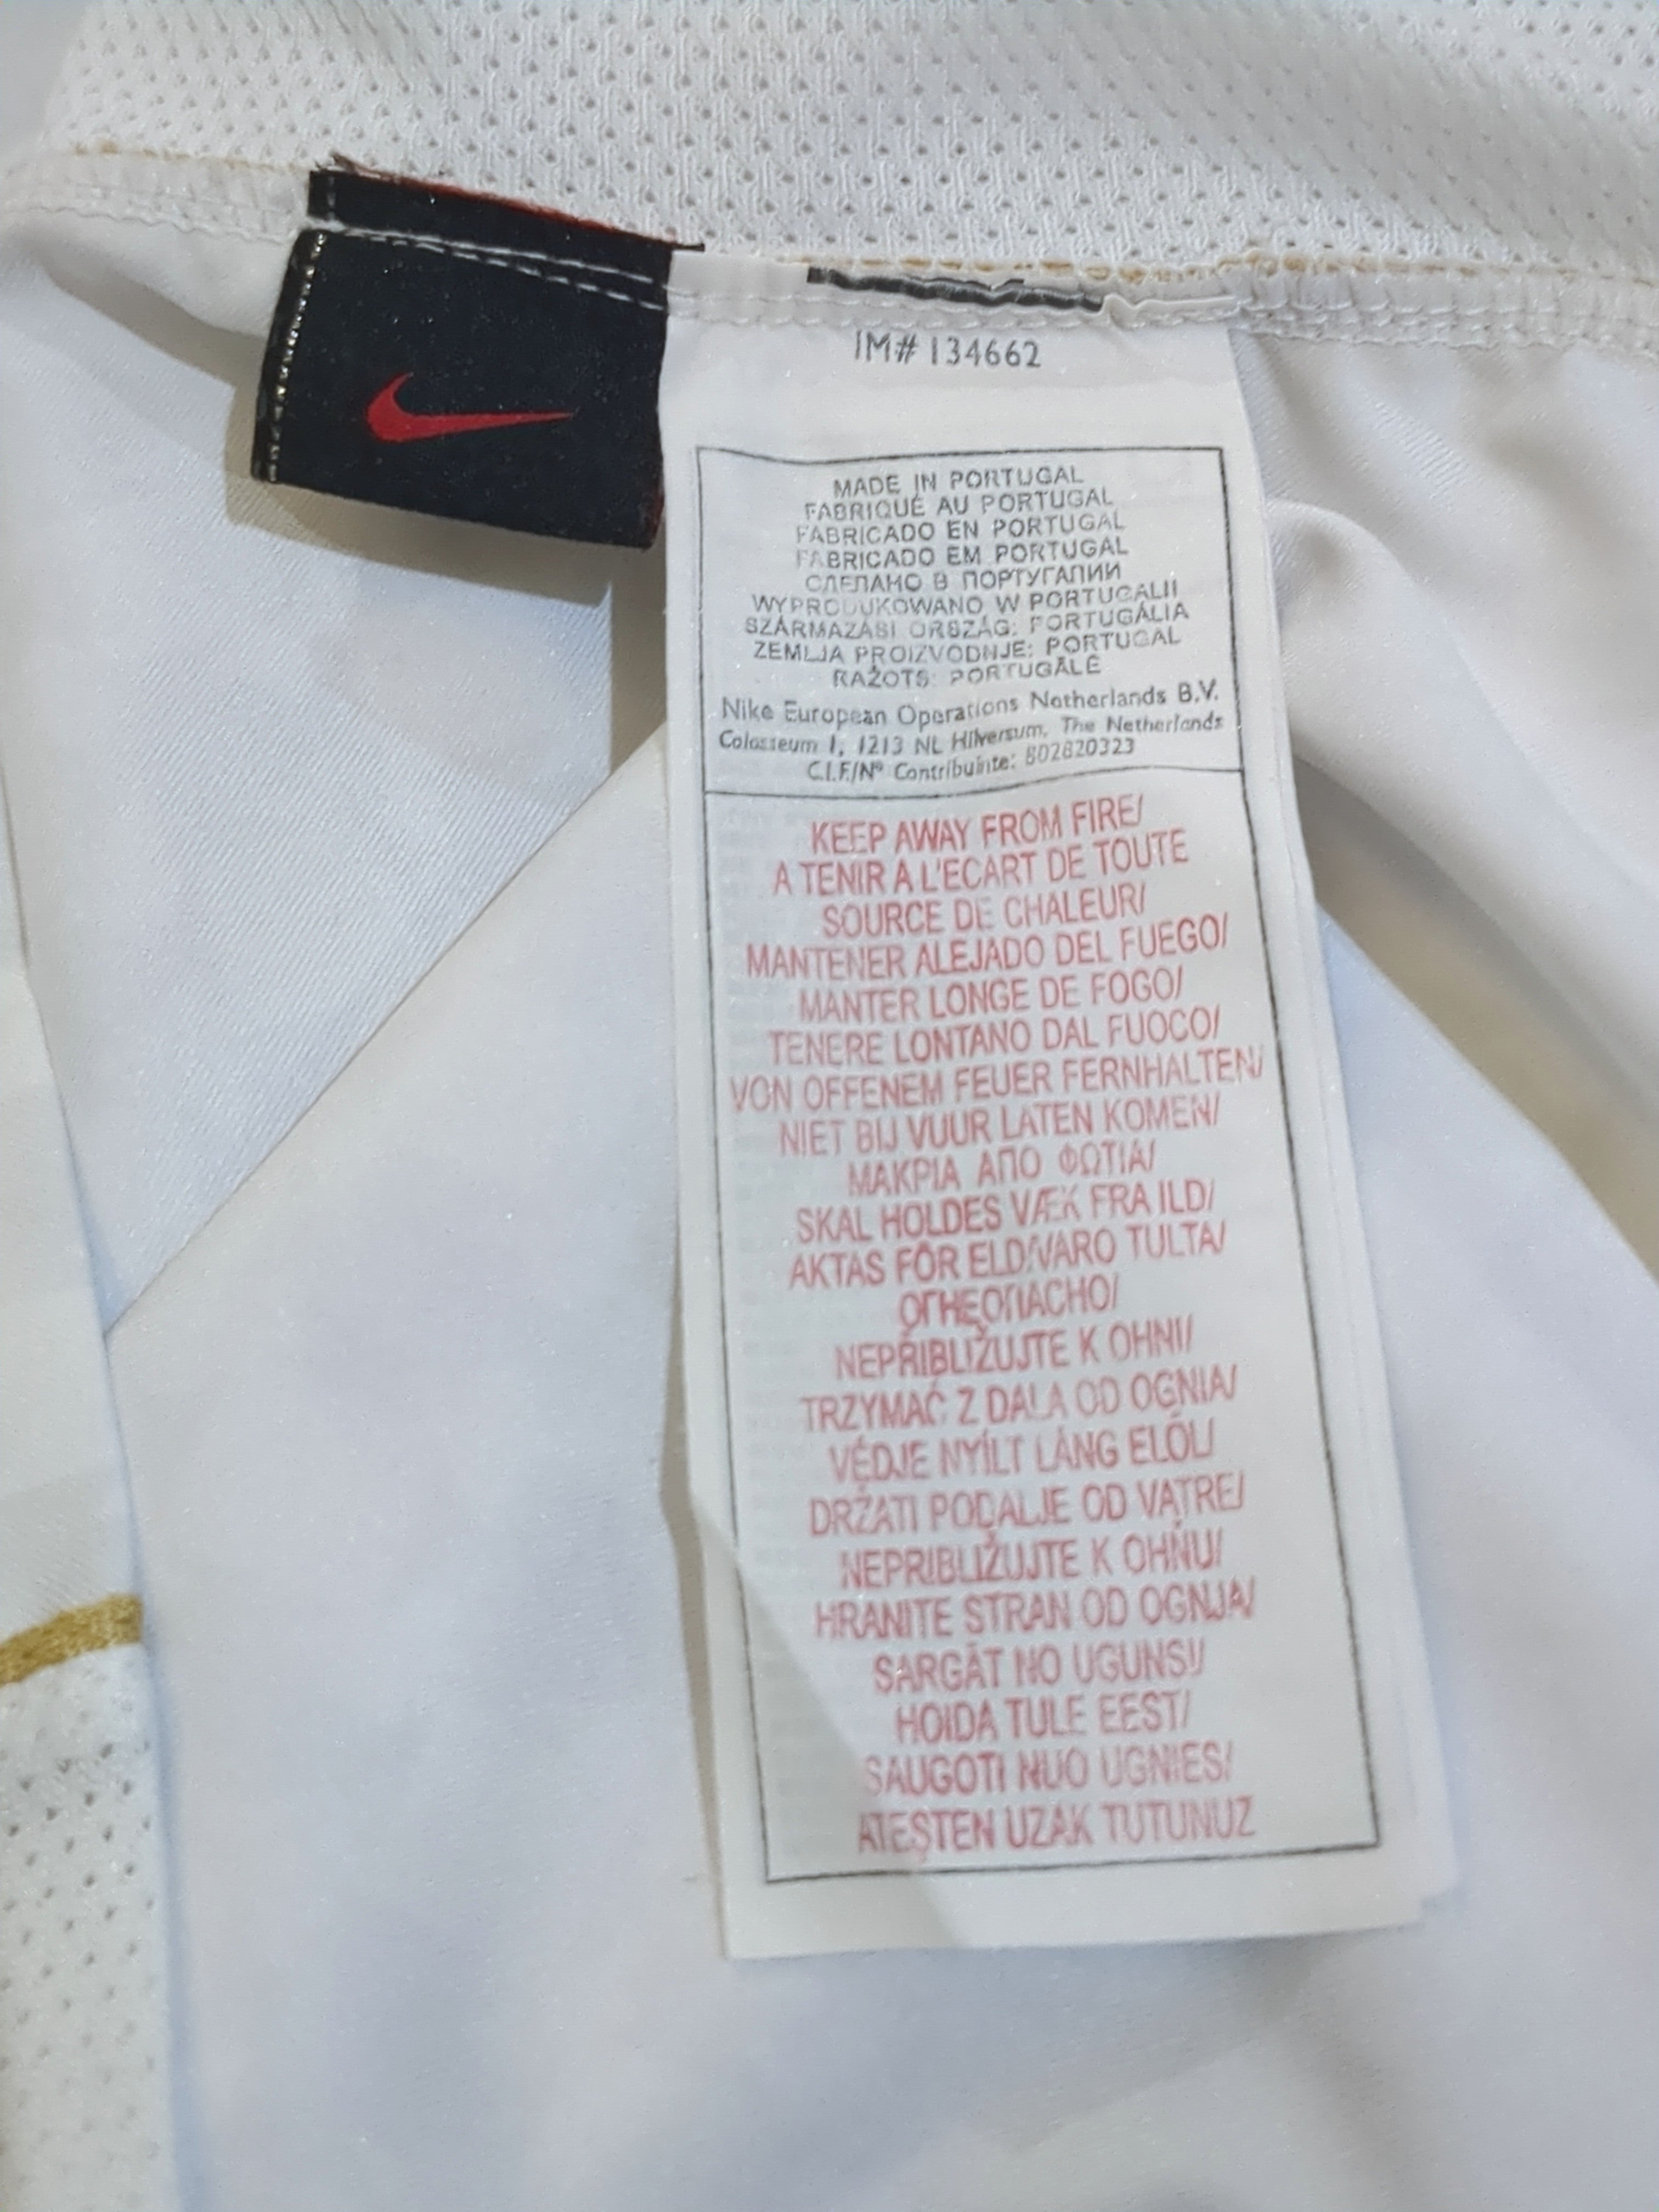 IM# 134662
MADE IN PORTUGAL
FABRIQUÉ AU PORTUGAL
FABRICADO EN PORTUGAL
FABRICADO EM PORTUGAL
СДЕЛАНО В ПОРТУГАЛИИ
WYPRODUKOWANO W PORTUGALII
SZÁRMAZÁSI ORSZÁG: PORTUGÁLIA
ZEMLJA PROIZVODNJE: PORTUGAL
RAŽOTS: PORTUGĀLĒ
Nike European Operations Netherlands B.V.
Colosseum 1, 1213 NL Hilversum, The Netherlands
C.I.F./Nº Contribuinte: 802820323
KEEP AWAY FROM FIRE/
A TENIR A L'ECART DE TOUTE
SOURCE DE CHALEUR/
MANTENER ALEJADO DEL FUEGO/
MANTER LONGE DE FOGO/
TENERE LONTANO DAL FUOCO/
VON OFFENEM FEUER FERNHALTEN/
NIET BIJ VUUR LATEN KOMEN/
ΜΑΚΡΙΑ ΑΠΟ ΦΩΤΙΑ/
SKAL HOLDES VÆK FRA ILD/
AKTAS FÖR ELD/VARO TULTA/
ОГНЕОПАСНО/
NEPŘIBLIŽUJTE K OHNI/
TRZYMAĆ Z DALA OD OGNIA/
VÉDJE NYÍLT LÁNG ELŐL/
DRŽATI PODALJE OD VATRE/
NEPRIBLIŽUJTE K OHŇU/
HRANITE STRAN OD OGNJA/
SARGĀT NO UGUNS!/
HOIDA TULE EEST/
SAUGOTI NUO UGNIES/
ATEŞTEN UZAK TUTUNUZ